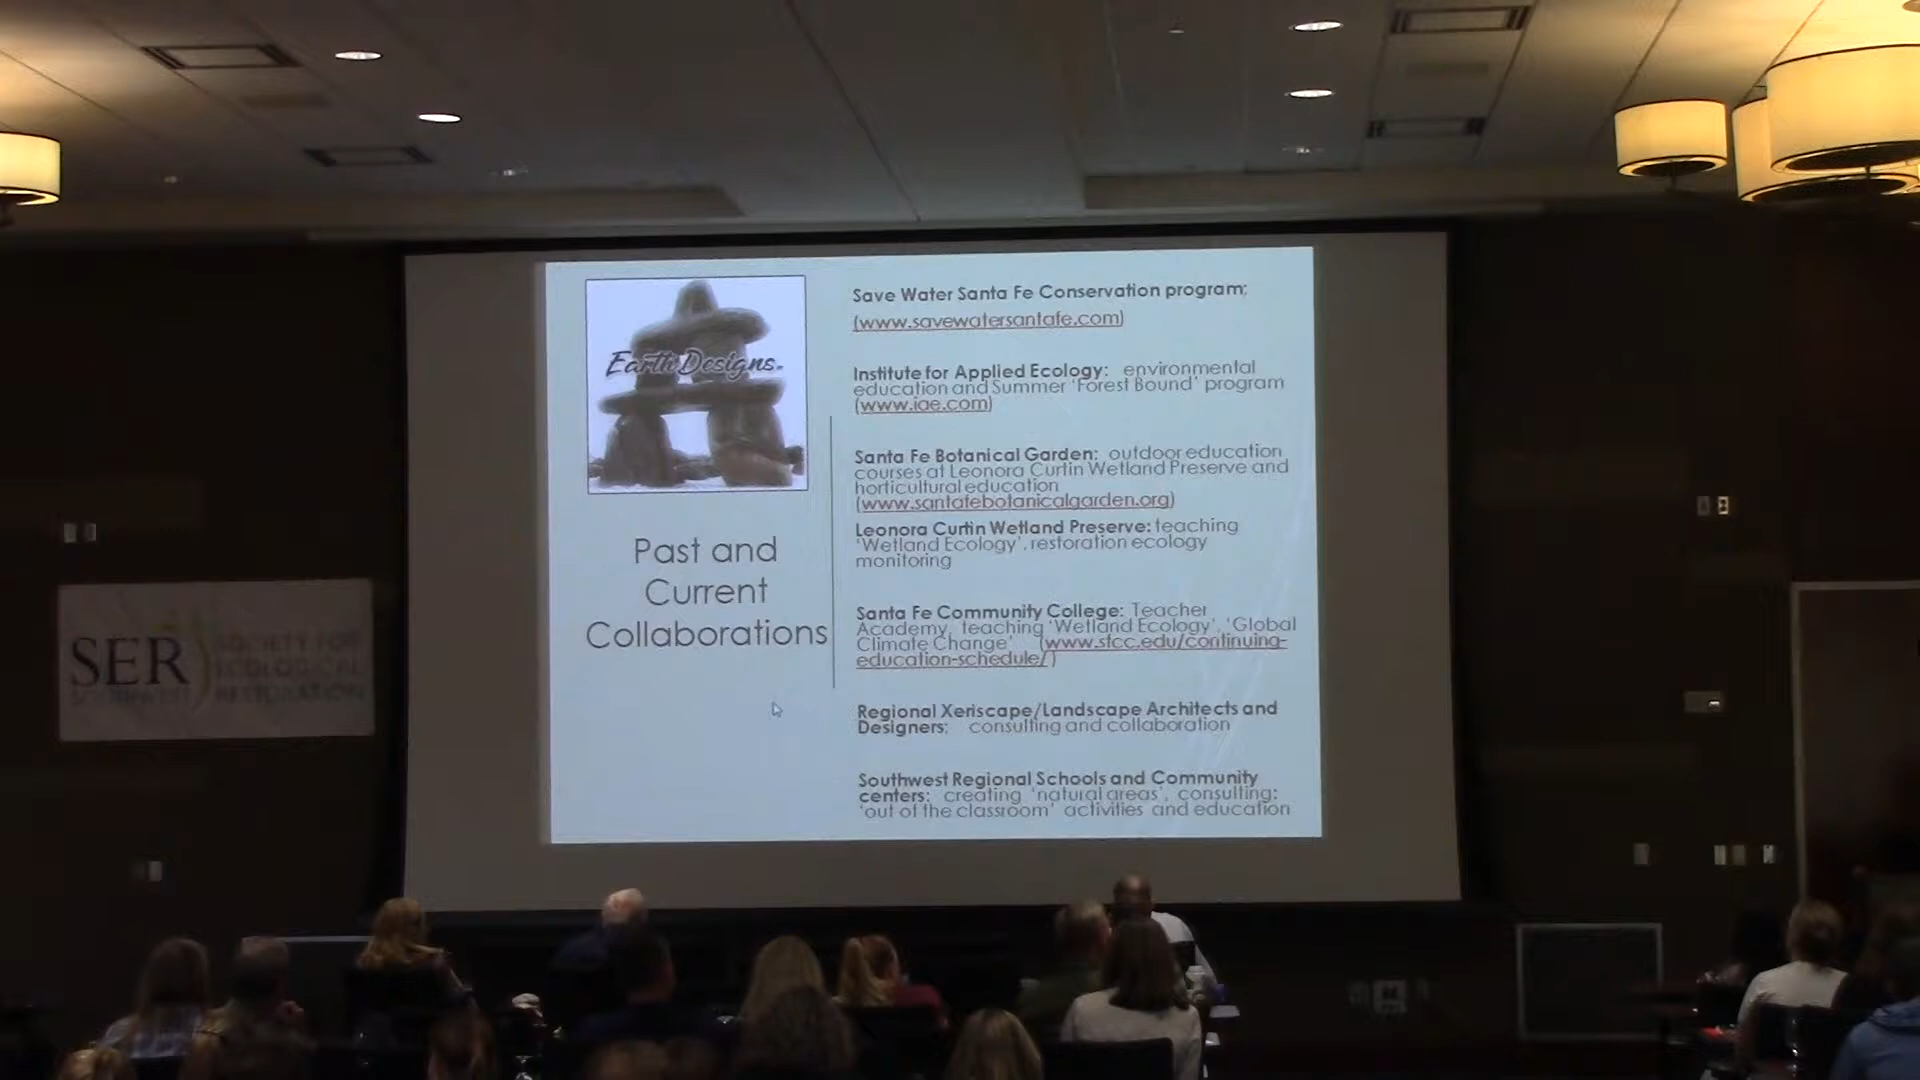 Earth Designs
Past and
Current
Collaborations
Save Water Santa Fe Conservation program:
(www.savewatersantafe.com)
Institute for Applied Ecology: environmental
education and Summer 'Forest Bound' program
(www.iae.com)
Santa Fe Botanical Garden: outdoor education
courses at Leonora Curtin Wetland Preserve and
horticultural education
(www.santafebotanicalgarden.org)
Leonora Curtin Wetland Preserve: teaching
'Wetland Ecology', restoration ecology
monitoring
Santa Fe Community College: Teacher
Academy, teaching 'Wetland Ecology', 'Global
Climate Change' (www.sfcc.edu/continuing-
education-schedule/)
Regional Xeriscape/Landscape Architects and
Designers: consulting and collaboration
Southwest Regional Schools and Community
centers: creating 'natural areas', consulting;
'out of the classroom' activities and education
SER
SOUTHWEST
SOCIETY FOR
ECOLOGICAL
RESTORATION